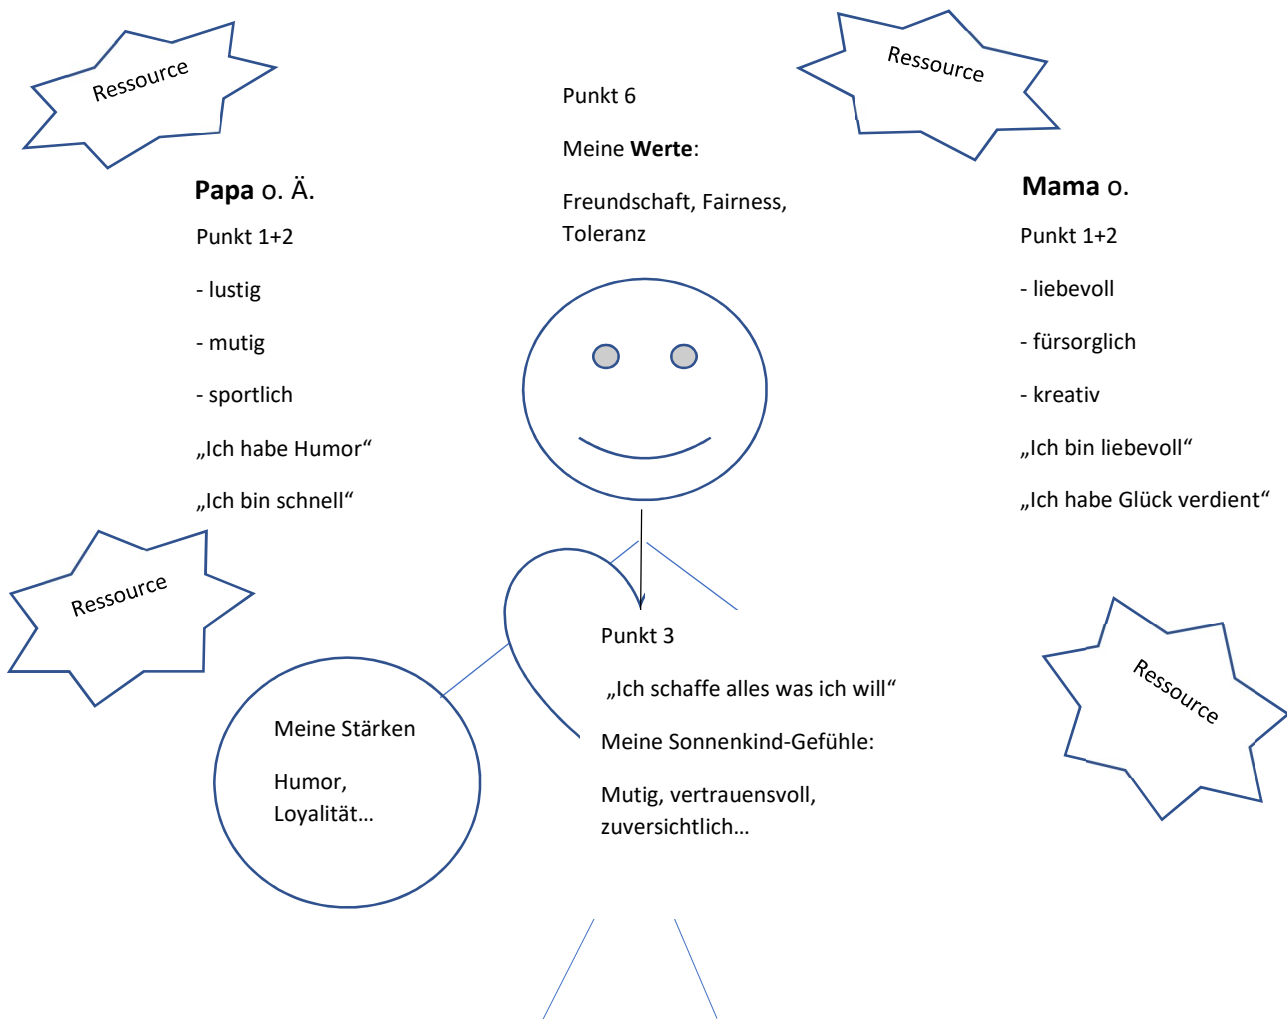 Ressource
Ressource
Punkt 6
Meine Werte:
Freundschaft, Fairness,
Toleranz
Papa o. Ä.
Punkt 1+2
- lustig
- mutig
- sportlich
„Ich habe Humor“
„Ich bin schnell“
Mama o.
Punkt 1+2
- liebevoll
- fürsorglich
- kreativ
„Ich bin liebevoll“
„Ich habe Glück verdient“
Ressource
Ressource
Meine Stärken
Humor,
Loyalität…
Punkt 3
„Ich schaffe alles was ich will“
Meine Sonnenkind-Gefühle:
Mutig, vertrauensvoll,
zuversichtlich…